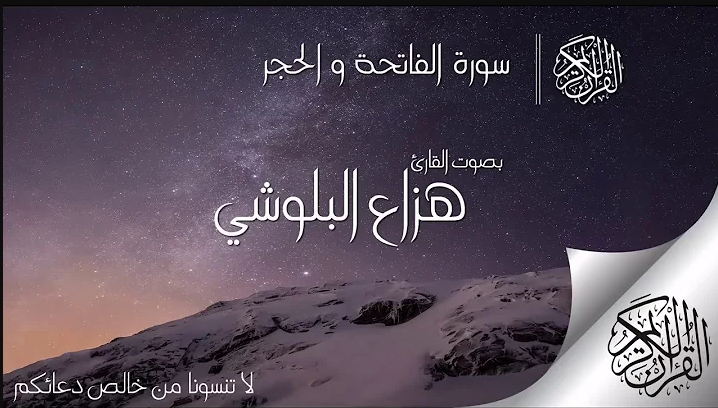 سورة الفاتحة و الحجر
القرآن الكريم
بصوت القارئ
هزاع البلوشي
القرآن الكريم
لا تنسونا من خالص دعائكم